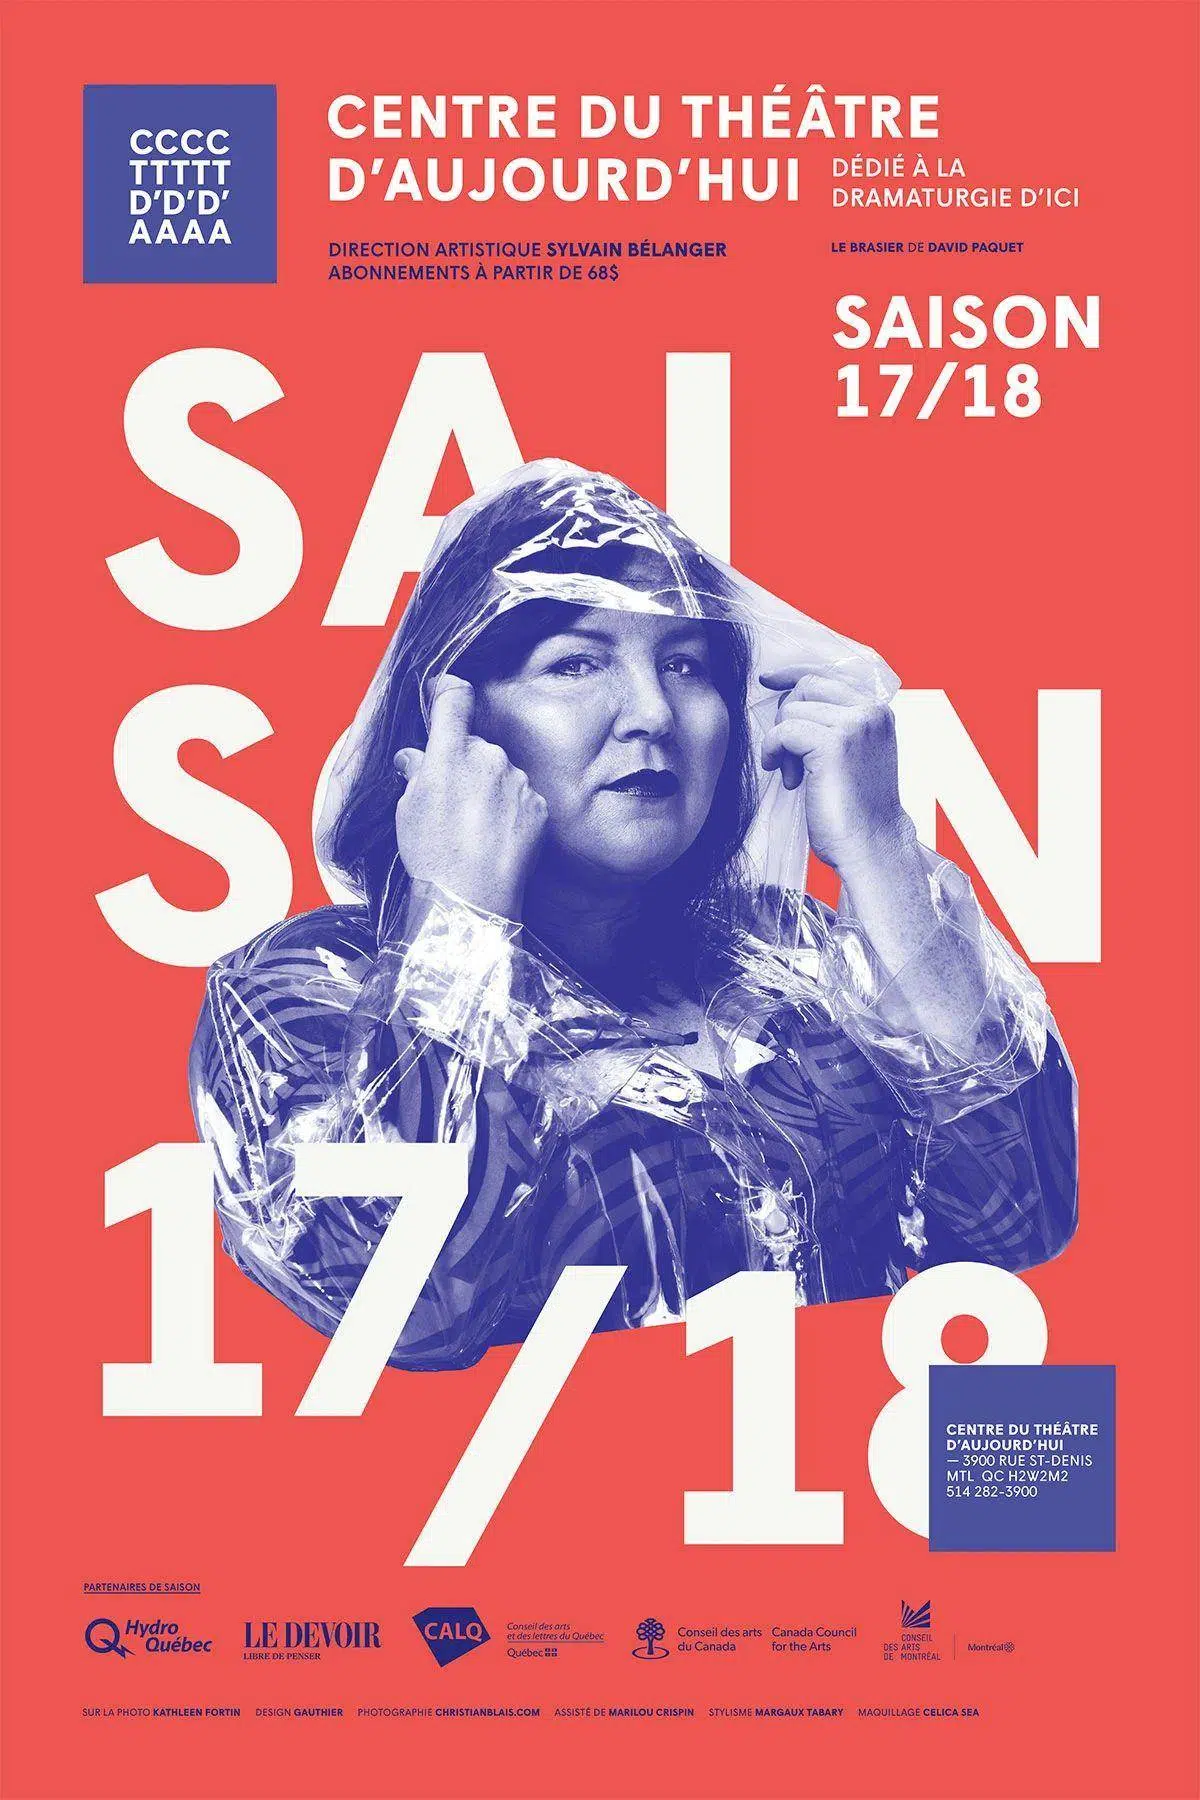 CCCC
TTTTT
D'D'D'
AAAA
CENTRE DU THÉÂTRE
D'AUJOURD'HUI
DÉDIÉ À LA
DRAMATURGIE D'ICI
DIRECTION ARTISTIQUE SYLVAIN BÉLANGER
ABONNEMENTS À PARTIR DE 68$
LE BRASIER DE DAVID PAQUET
SAISON
17/18
SAI
SON
17/18
CENTRE DU THÉÂTRE
D'AUJOURD'HUI
— 3900 RUE ST-DENIS
MTL QC H2W2M2
514 282-3900
PARTENAIRES DE SAISON
Hydro
Québec
LE DEVOIR
LIBRE DE PENSER
CALQ
Conseil des arts
et des lettres du Québec
Québec
Conseil des arts
du Canada
Canada Council
for the Arts
CONSEIL
DES ARTS
DE MONTRÉAL
Montréal
SUR LA PHOTO KATHLEEN FORTIN DESIGN GAUTHIER PHOTOGRAPHIE CHRISTIANBLAIS.COM ASSISTÉ DE MARILOU CRISPIN STYLISME MARGAUX TABARY MAQUILLAGE CELICA SEA